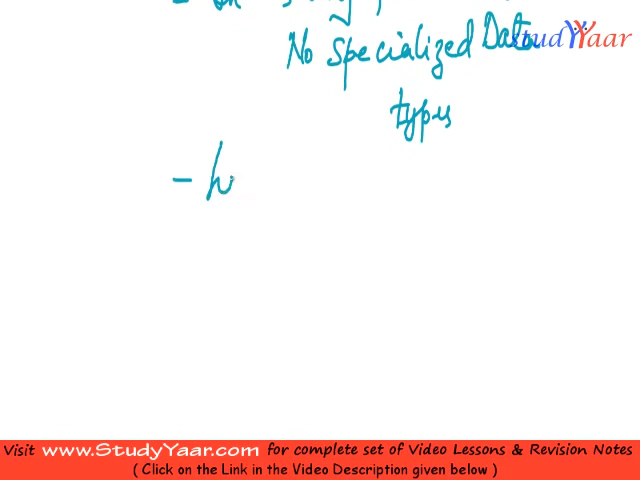 No Specialized Data
types
studYYaar
Visit www.StudyYaar.com for complete set of Video Lessons & Revision Notes
( Click on the Link in the Video Description given below )